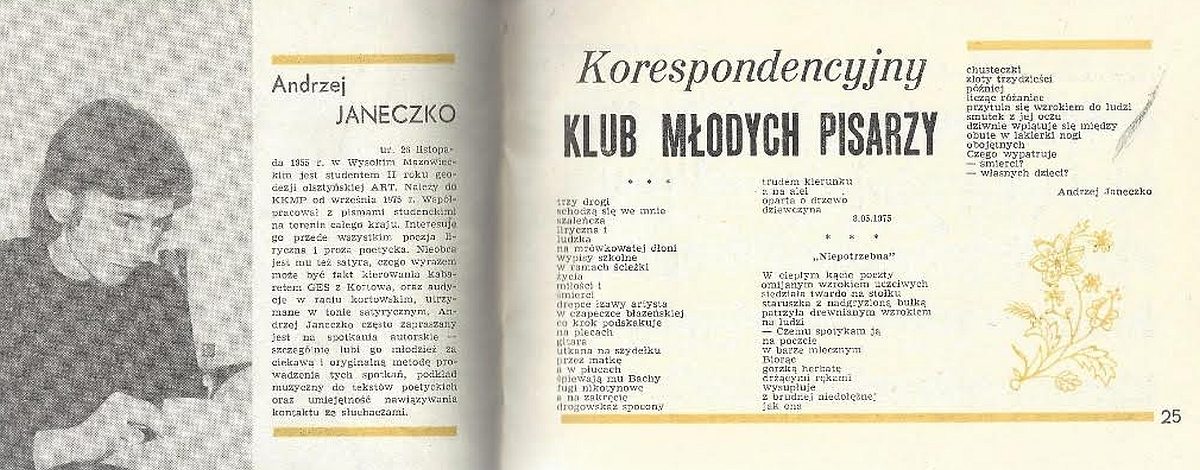 Andrzej
JANECZKO
ur. 26 listopa-
da 1955 r. w Wysokim Mazowiec-
kim jest studentem II roku geo-
dezji olsztyńskiej ART. Należy do
KKMP od września 1975 r. Współ-
pracował z pismami studenckimi
na terenie całego kraju. Interesuje
go przede wszystkim poezja li-
ryczna i proza poetycka. Nieobca
jest mu też satyra, czego wyrazem
może być fakt kierowania kaba-
retem GES z Kortowa, oraz audy-
cje w radiu kortowskim, utrzy-
mane w tonie satyrycznym. An-
drzej Janeczko często zapraszany
jest na spotkania autorskie —
szczególnie lubi go młodzież za
ciekawą i oryginalną metodę pro-
wadzenia tych spotkań, podkład
muzyczny do tekstów poetyckich
oraz umiejętność nawiązywania
kontaktu ze słuchaczami.
Korespondencyjny
KLUB MŁODYCH PISARZY
* * *
trzy drogi
schodzą się we mnie
szaleńcza
liryczna i
ludzka
na mrówkowatej dłoni
wypisy szkolne
w ramach ścieżki
życia
miłości i
śmierci
drepce łzawy artysta
w czapeczce błazeńskiej
co krok podskakuje
na plecach
gitara
utkana na szydełku
przez matkę
a w płucach
śpiewają mu Bachy
fugi nikotynowe
a na zakręcie
drogowskaz spocony
trudem kierunku
a na alei
oparta o drzewo
dziewczyna
8.05.1975
* * *
„Niepotrzebna"
W ciepłym kącie poczty
omijanym wzrokiem uczciwych
siedziała twardo na stołku
staruszka z nadgryzioną bułką
patrzyła drewnianym wzrokiem
na ludzi
— Czemu spotykam ją
na poczcie
w barze mlecznym
Biorąc
gorzką herbatę
drżącymi rękami
wysupłuje
z brudnej niedołężnej
jak ona
chusteczki
złoty trzydzieści
później
licząc różaniec
przytula się wzrokiem do ludzi
smutek z jej oczu
dziwnie wplątuje się między
obute w lakierki nogi
obojętnych
Czego wypatruje
— śmierci?
— własnych dzieci?
Andrzej Janeczko
25